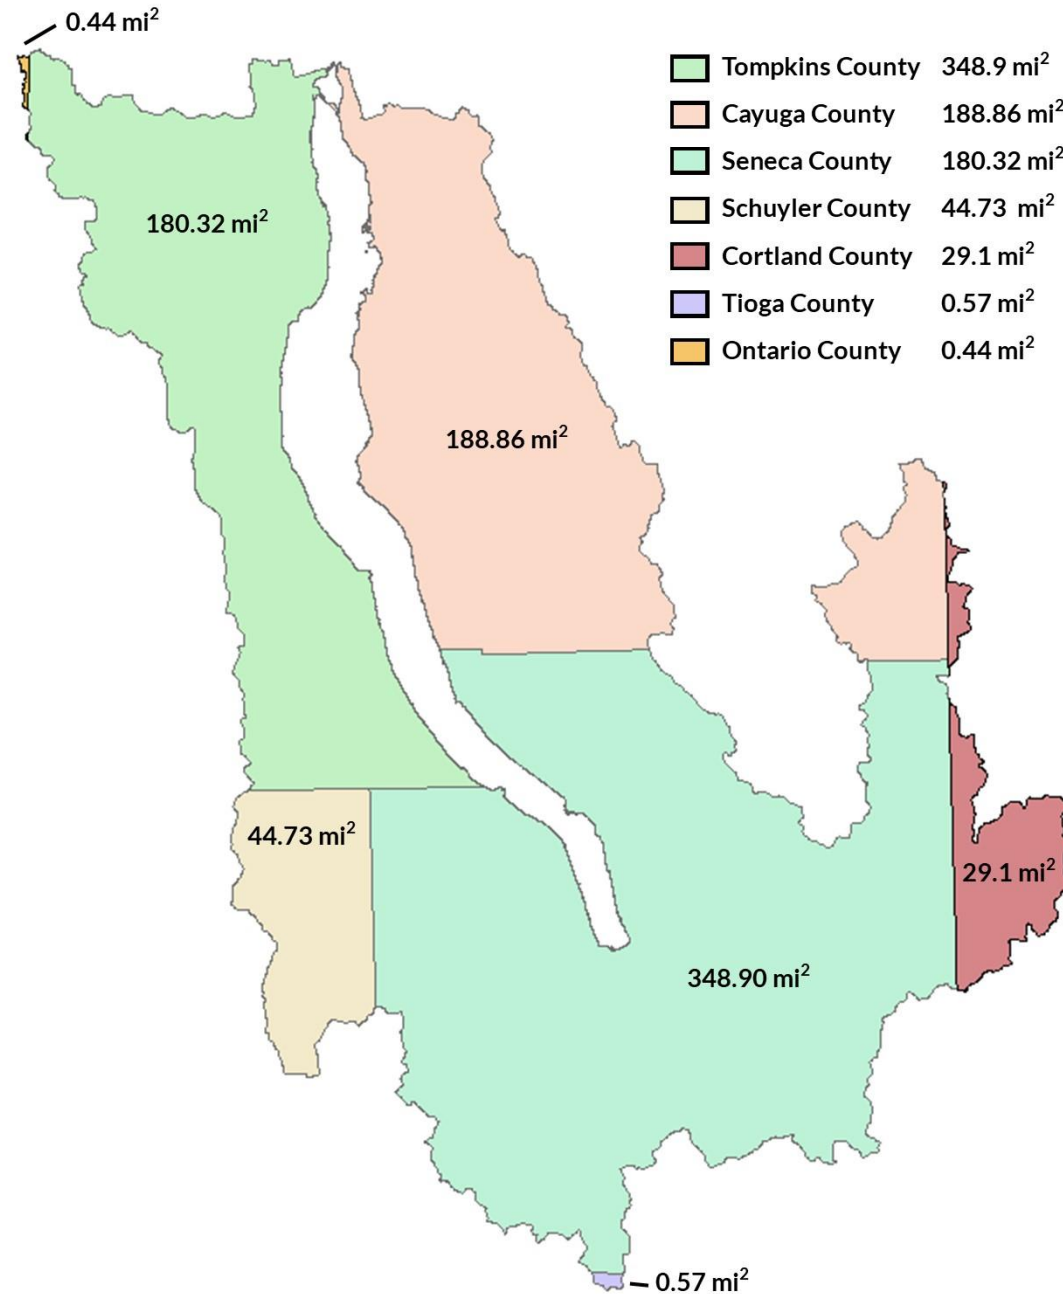 0.44 mi²
Tompkins County 348.9 mi²
Cayuga County 188.86 mi²
Seneca County 180.32 mi²
Schuyler County 44.73 mi²
Cortland County 29.1 mi²
Tioga County 0.57 mi²
Ontario County 0.44 mi²
180.32 mi²
188.86 mi²
44.73 mi²
29.1 mi²
348.90 mi²
0.57 mi²